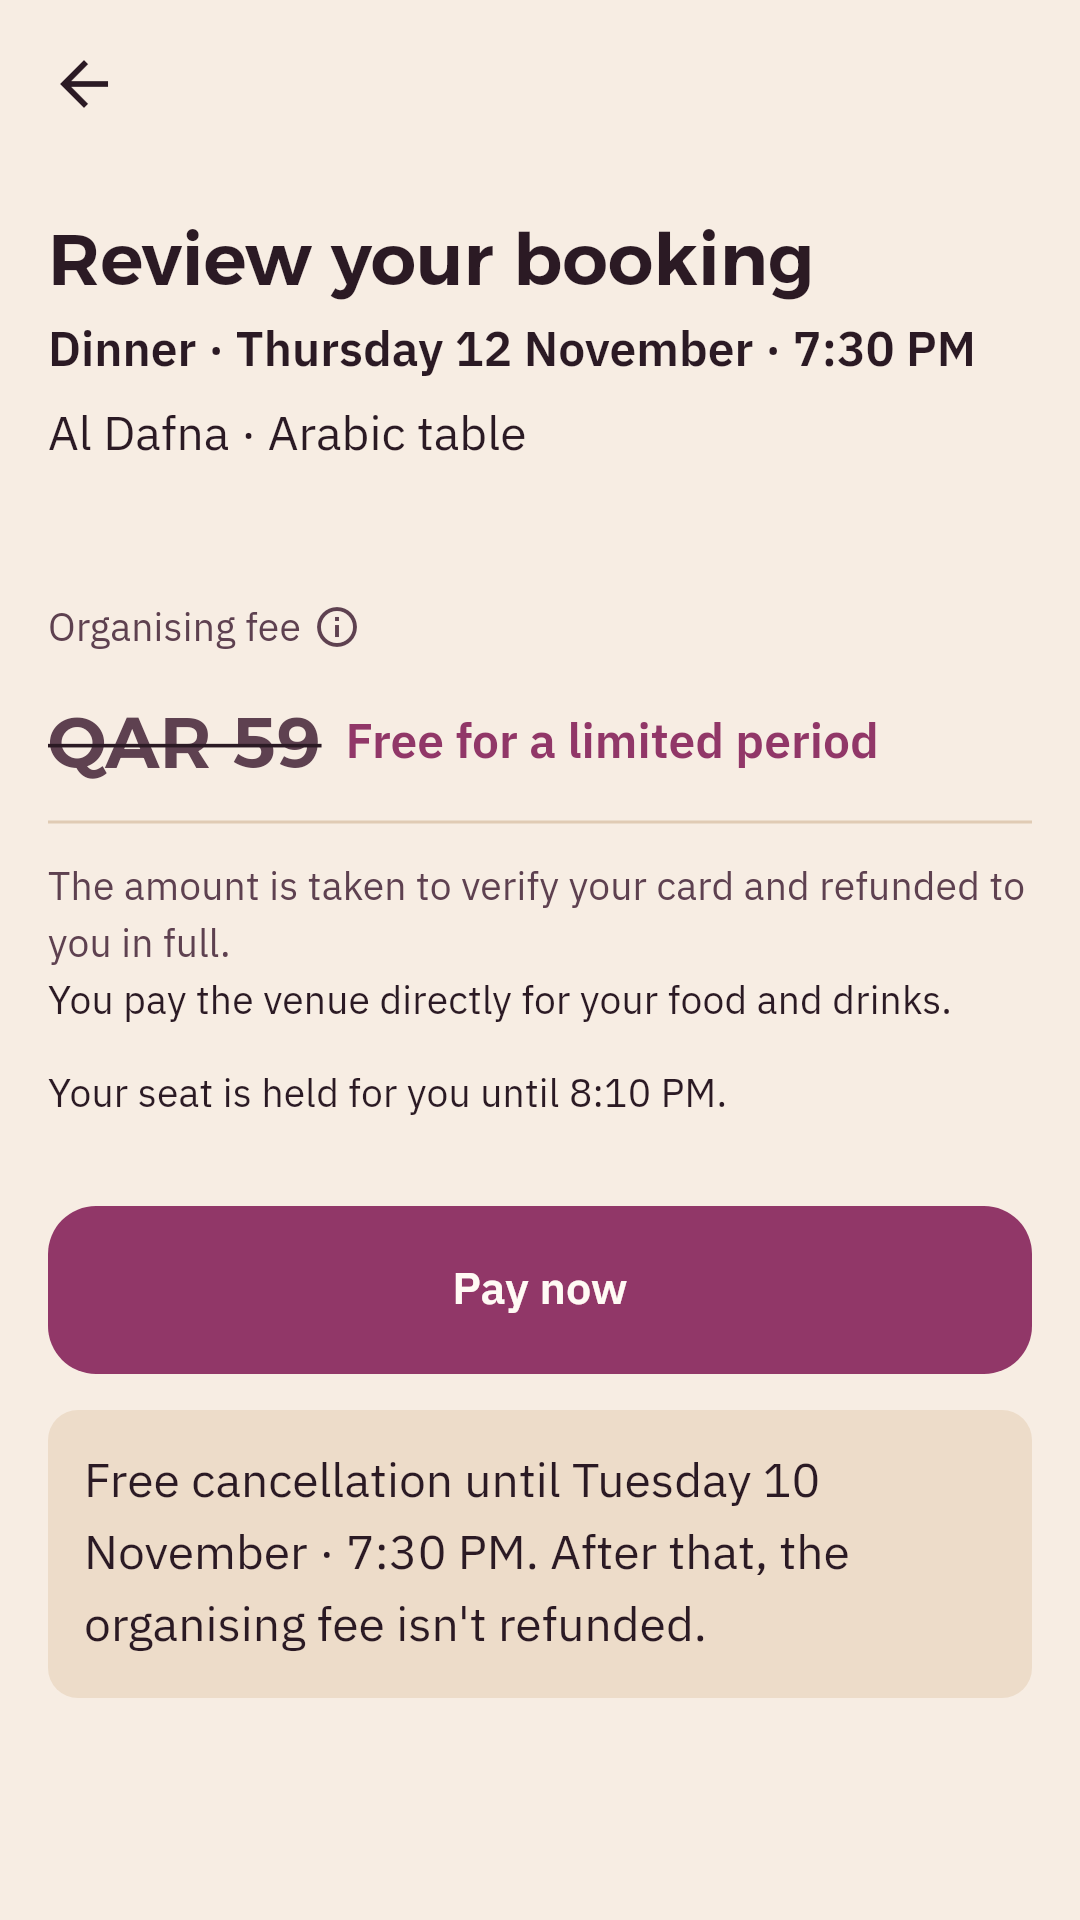 Review your booking
Dinner · Thursday 12 November · 7:30 PM
Al Dafna · Arabic table
Organising fee
QAR 59 Free for a limited period
The amount is taken to verify your card and refunded to
you in full.
You pay the venue directly for your food and drinks.
Your seat is held for you until 8:10 PM.
Pay now
Free cancellation until Tuesday 10
November · 7:30 PM. After that, the
organising fee isn't refunded.